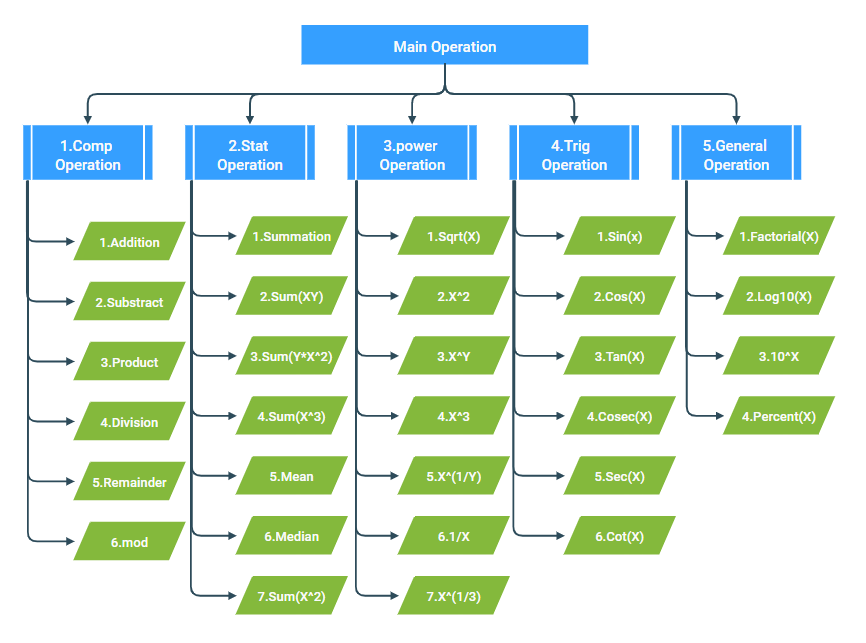 Main Operation
1.Comp
Operation
2.Stat
Operation
3.power
Operation
4.Trig
Operation
5.General
Operation
1.Addition
2.Substract
3.Product
4.Division
5.Remainder
6.mod
1.Summation
2.Sum(XY)
3.Sum(Y*X^2)
4.Sum(X^3)
5.Mean
6.Median
7.Sum(X^2)
1.Sqrt(X)
2.X^2
3.X^Y
4.X^3
5.X^(1/Y)
6.1/X
7.X^(1/3)
1.Sin(x)
2.Cos(X)
3.Tan(X)
4.Cosec(X)
5.Sec(X)
6.Cot(X)
1.Factorial(X)
2.Log10(X)
3.10^X
4.Percent(X)